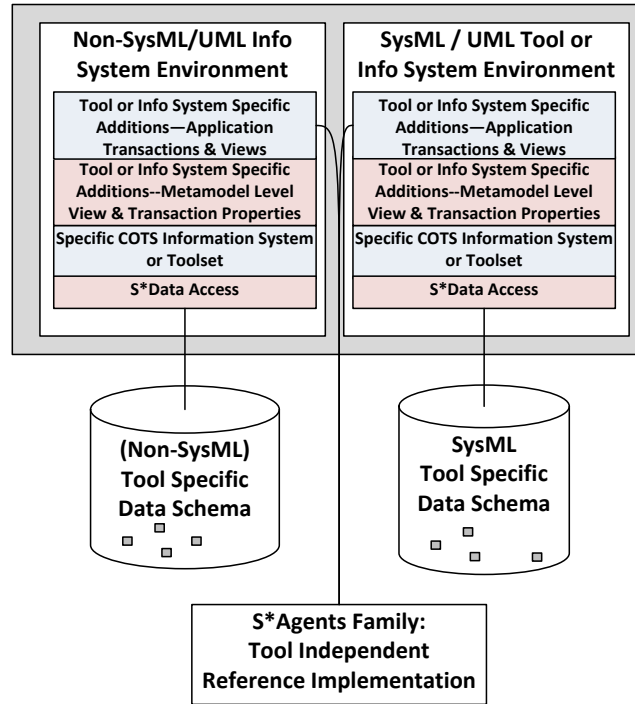 Non-SysML/UML Info
System Environment
Tool or Info System Specific
Additions—Application
Transactions & Views
Tool or Info System Specific
Additions--Metamodel Level
View & Transaction Properties
Specific COTS Information System
or Toolset
S*Data Access
SysML / UML Tool or
Info System Environment
Tool or Info System Specific
Additions—Application
Transactions & Views
Tool or Info System Specific
Additions--Metamodel Level
View & Transaction Properties
Specific COTS Information System
or Toolset
S*Data Access
(Non-SysML)
Tool Specific
Data Schema
SysML
Tool Specific
Data Schema
S*Agents Family:
Tool Independent
Reference Implementation